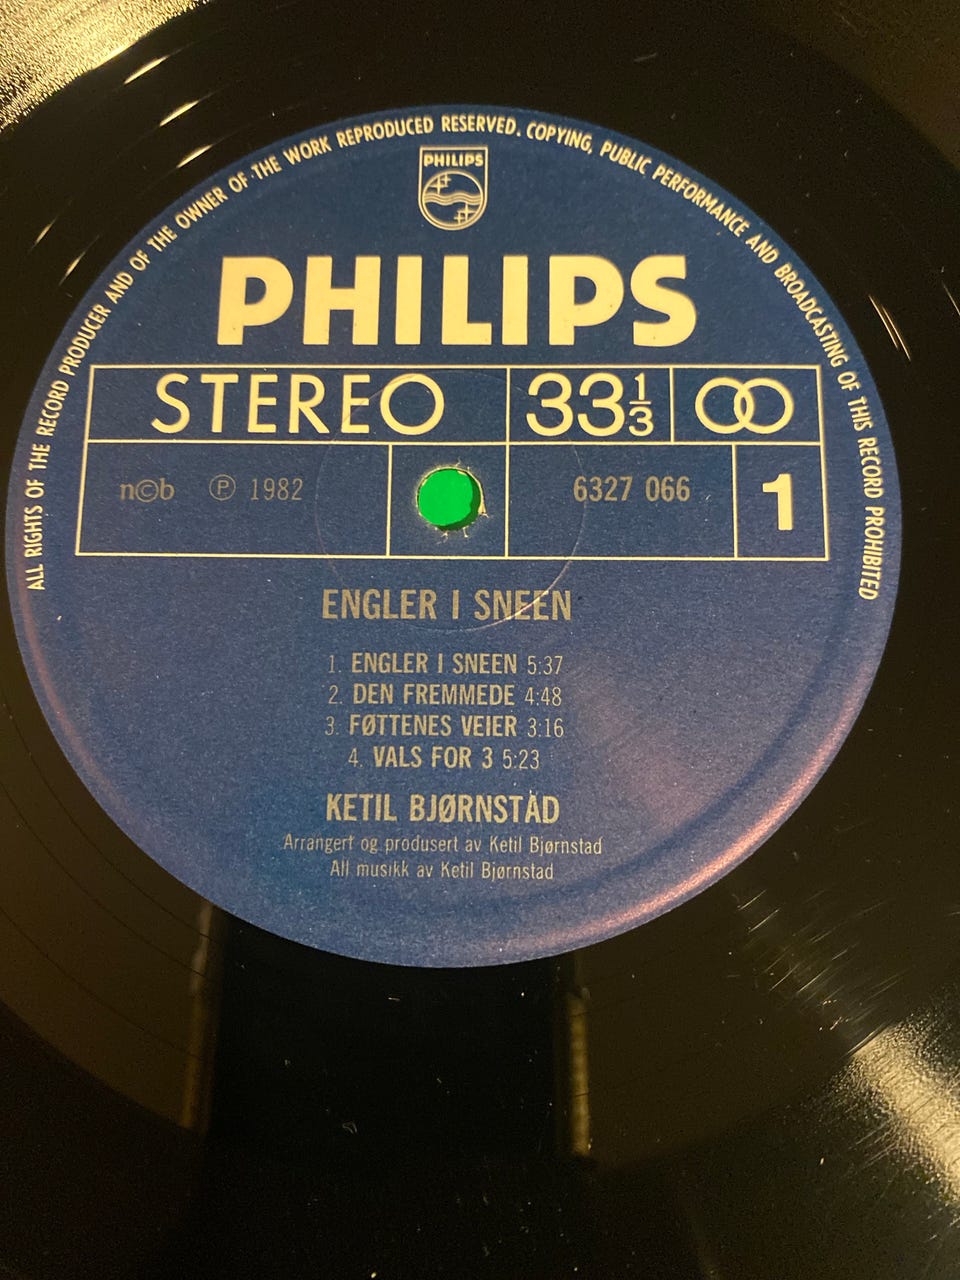 ALL RIGHTS OF THE RECORD PRODUCER AND OF THE OWNER OF THE WORK REPRODUCED RESERVED. COPYING, PUBLIC PERFORMANCE AND BROADCASTING OF THIS RECORD PROHIBITED
PHILIPS
PHILIPS
STEREO 33 1/3
n©b ℗ 1982 6327 066 1
ENGLER I SNEEN
1. ENGLER I SNEEN 5:37
2. DEN FREMMEDE 4:48
3. FØTTENES VEIER 3:16
4. VALS FOR 3 5:23
KETIL BJØRNSTAD
Arrangert og produsert av Ketil Bjørnstad
All musikk av Ketil Bjørnstad